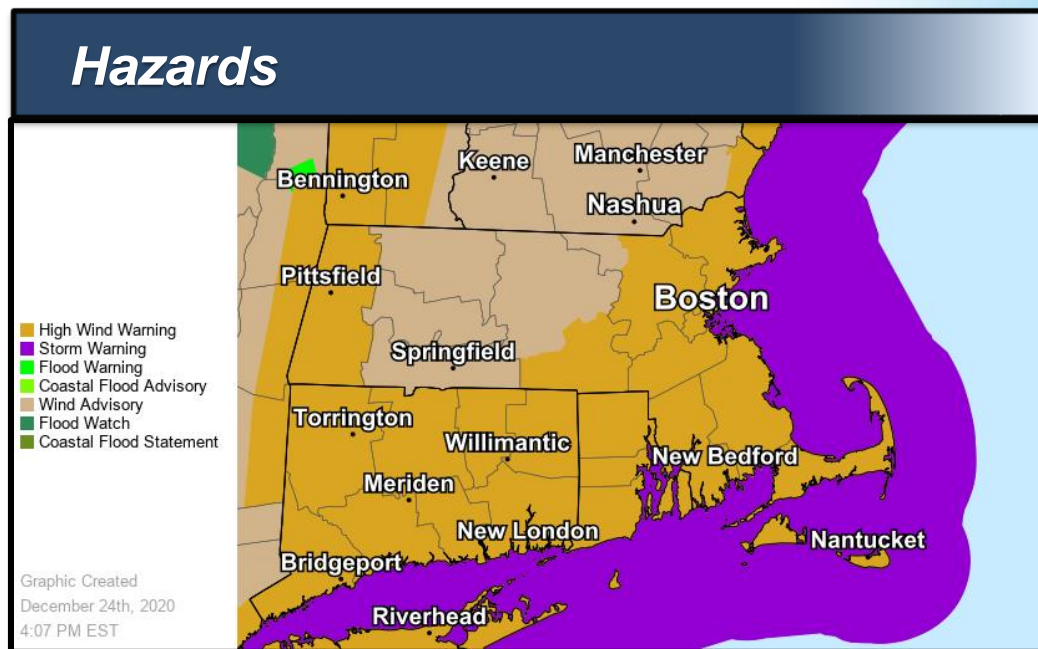 Hazards
Keene
Manchester
Bennington
Nashua
Pittsfield
Boston
High Wind Warning
Storm Warning
Springfield
Flood Warning
Coastal Flood Advisory
Wind Advisory
Torrington
Flood Watch
Willimantic
Coastal Flood Statement
New Bedford
Meriden
New London
Nantucket
Bridgeport
Graphic Created
December 24th, 2020
Riverhead
4:07 PM EST